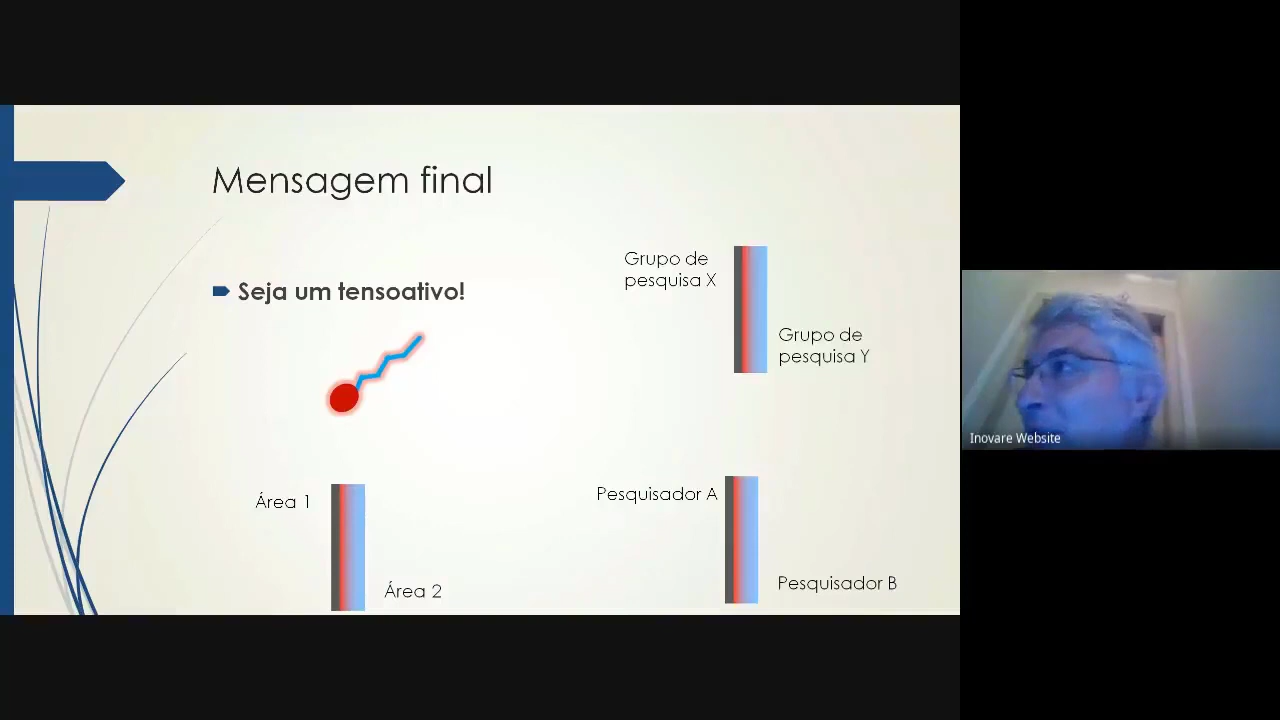 Mensagem final
Seja um tensoativo!
Grupo de
pesquisa X
Grupo de
pesquisa Y
Área 1
Área 2
Pesquisador A
Pesquisador B
Inovare Website